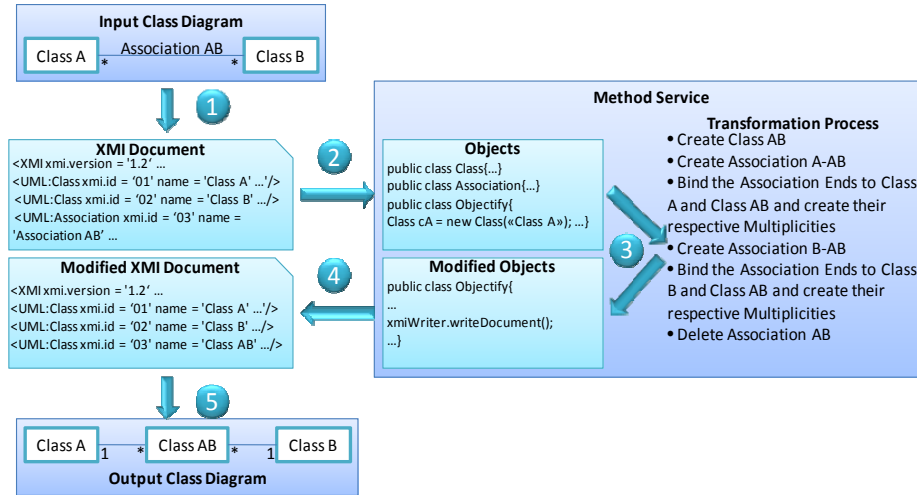 Input Class Diagram
Class A
Association AB
Class B
* *
1
XMI Document
<XMI xmi.version = '1.2‘ ...
<UML:Class xmi.id = ‘01' name = 'Class A' ...'/>
<UML:Class xmi.id = ‘02' name = 'Class B' .../>
<UML:Association xmi.id = ‘03' name =
'Association AB’ ...
2
Method Service
Objects
public class Class{...}
public class Association{...}
public class Objectify{
Class cA = new Class(«Class A»); ...}
Transformation Process
• Create Class AB
• Create Association A-AB
• Bind the Association Ends to Class
A and Class AB and create their
respective Multiplicities
• Create Association B-AB
• Bind the Association Ends to Class
B and Class AB and create their
respective Multiplicities
• Delete Association AB
3
Modified Objects
public class Objectify{
...
xmiWriter.writeDocument();
...}
4
Modified XMI Document
<XMI xmi.version = '1.2‘ ...
<UML:Class xmi.id = ‘01' name = 'Class A' ...'/>
<UML:Class xmi.id = ‘02' name = 'Class B' .../>
<UML:Class xmi.id = ‘03' name = 'Class AB' .../>
5
Class A
1 *
Class AB
* 1
Class B
Output Class Diagram